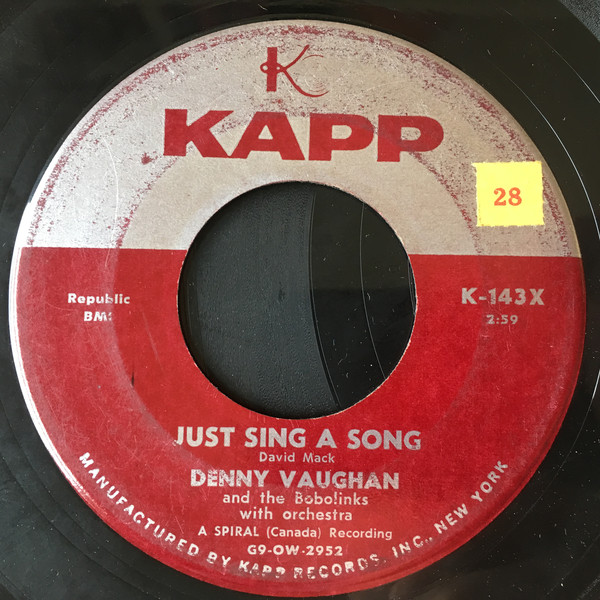 K
KAPP
28
Republic
BMI
K-143X
2:59
JUST SING A SONG
David Mack
DENNY VAUGHAN
and the Bobolinks
with orchestra
A SPIRAL (Canada) Recording
G9-OW-2952
MANUFACTURED BY KAPP RECORDS, INC., NEW YORK